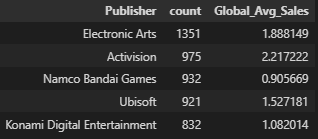 Publisher count Global_Avg_Sales
Electronic Arts 1351 1.888149
Activision 975 2.217222
Namco Bandai Games 932 0.905669
Ubisoft 921 1.527181
Konami Digital Entertainment 832 1.082014